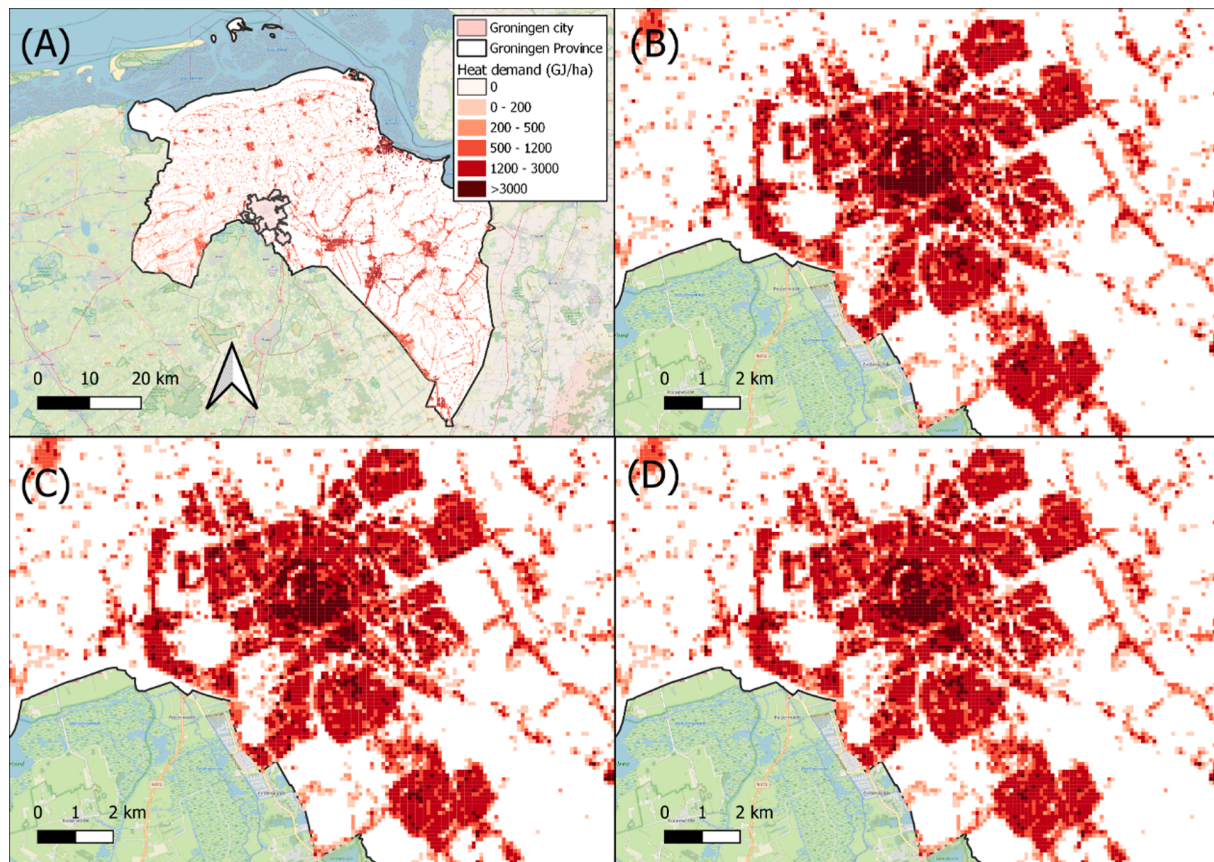 (A)
Groningen city
Groningen Province
Heat demand (GJ/ha)
0
0 - 200
200 - 500
500 - 1200
1200 - 3000
>3000
0 10 20 km
(B)
0 1 2 km
(C)
0 1 2 km
(D)
0 1 2 km